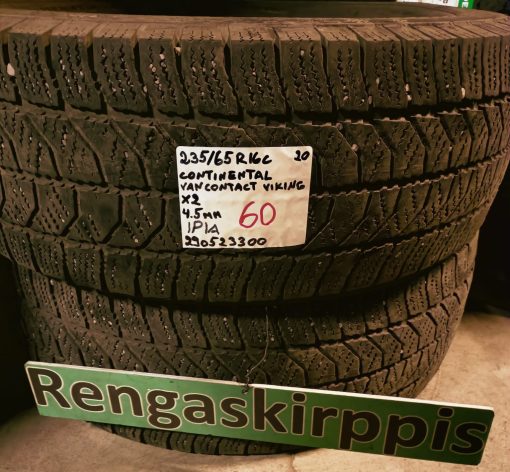 235/65R16C 20
CONTINENTAL
VANCONTACT VIKING
X2
4.5MM 60
1P1A
290523300
Rengaskirppis